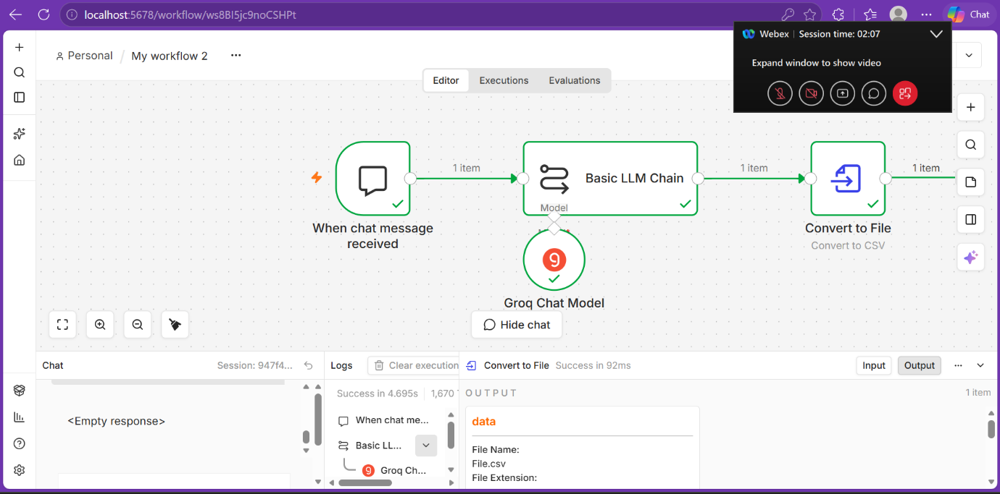 localhost:5678/workflow/ws8BI5jc9noCSHPt
Chat
Webex | Session time: 02:07
Expand window to show video
Personal / My workflow 2
Editor
Executions
Evaluations
1 item
1 item
1 item
Basic LLM Chain
Model
When chat message
received
Convert to File
Convert to CSV
Groq Chat Model
Hide chat
Chat
Session: 947f4...
Logs
Clear execution
Convert to File
Success in 92ms
Input
Output
Success in 4.695s
1,670
OUTPUT
1 item
<Empty response>
When chat me...
Basic LL...
Groq Ch...
data
File Name:
File.csv
File Extension: